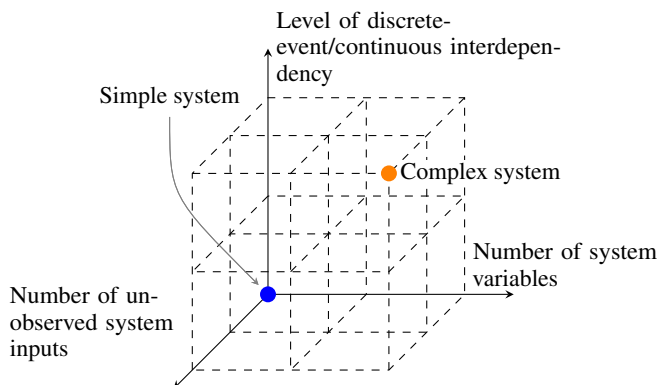 Level of discrete-
event/continuous interdepen-
dency
Simple system
Complex system
Number of system
variables
Number of un-
observed system
inputs